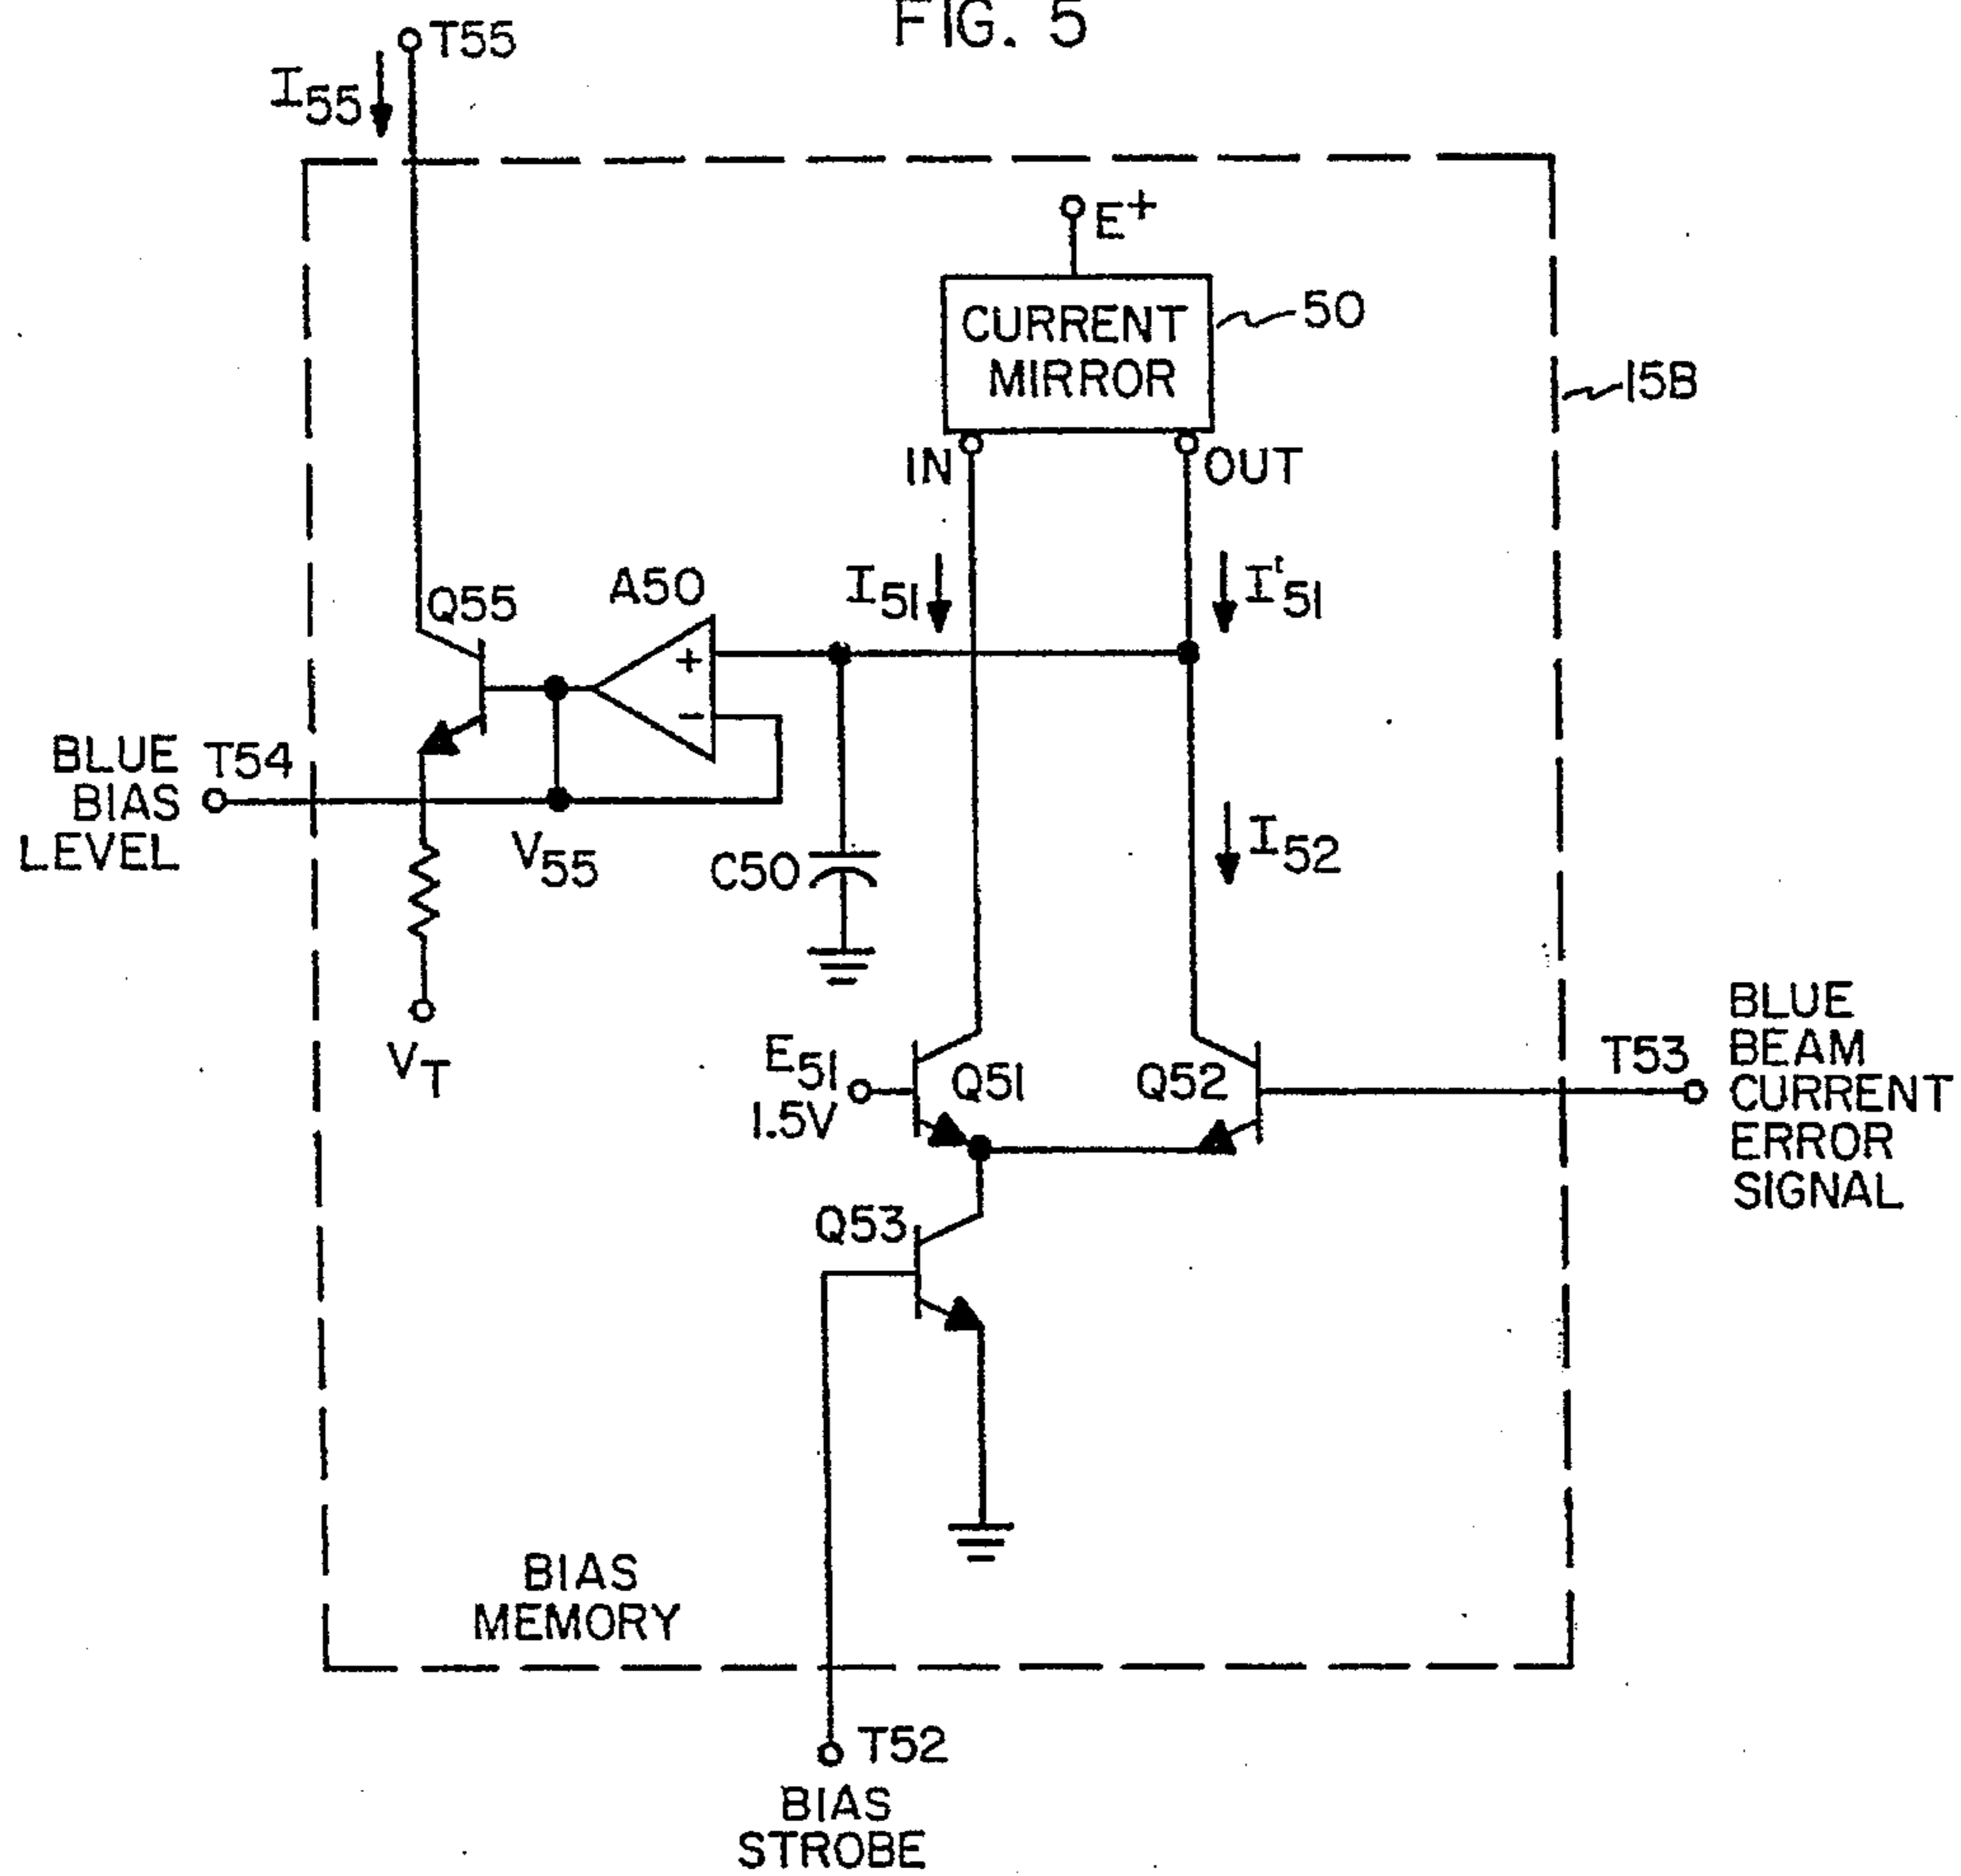 FIG. 5
T55
I55
E+
CURRENT
MIRROR
50
15B
IN
OUT
I51
I'51
Q55
A50
+
−
BLUE
BIAS
LEVEL
T54
V55
C50
I52
VT
E51
1.5V
Q51
Q52
T53
BLUE
BEAM
CURRENT
ERROR
SIGNAL
Q53
BIAS
MEMORY
T52
BIAS
STROBE